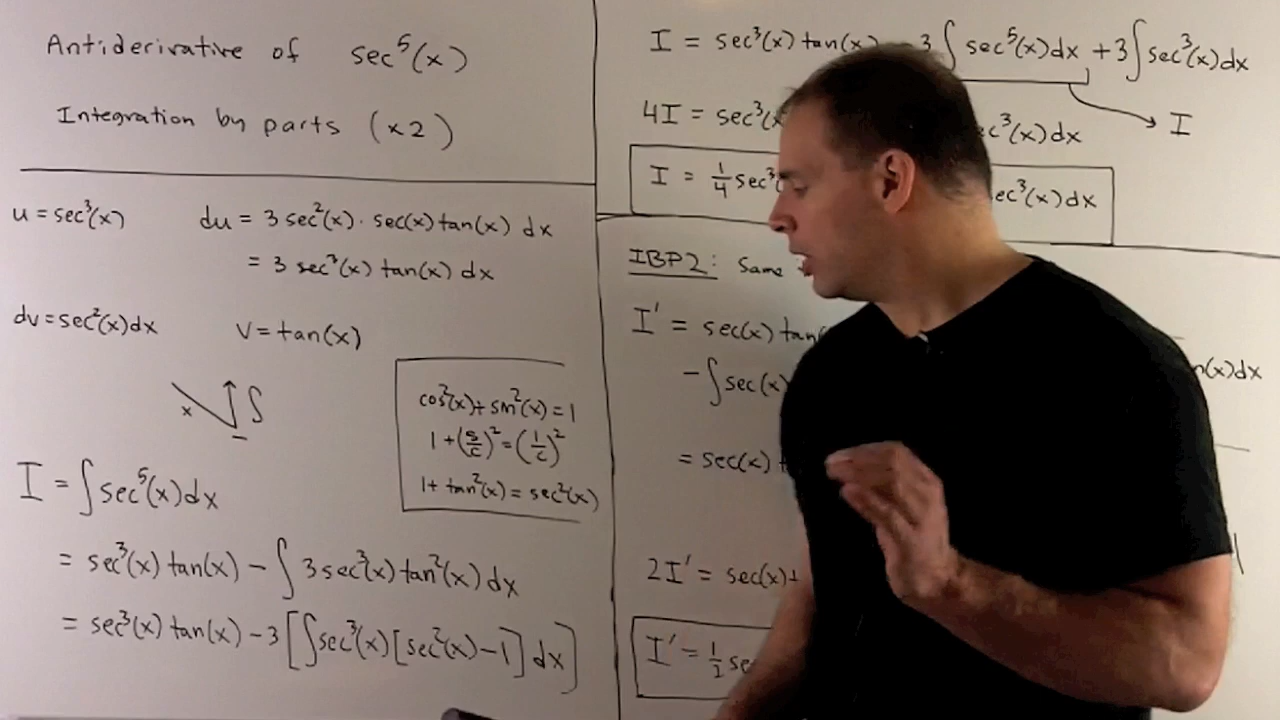 Antiderivative of sec⁵(x)
Integration by parts (x2)
u = sec³(x) du = 3 sec²(x) · sec(x) tan(x) dx
= 3 sec³(x) tan(x) dx
dv = sec²(x)dx v = tan(x)
x ∫
-
cos²(x) + sin²(x) = 1
1 + (s/c)² = (1/c)²
1 + tan²(x) = sec²(x)
I = ∫ sec⁵(x)dx
= sec³(x) tan(x) - ∫ 3 sec³(x) tan²(x) dx
= sec³(x) tan(x) - 3 [∫sec³(x)[sec²(x) - 1] dx]
I = sec³(x) tan(x) 3 ∫ sec⁵(x)dx + 3 ∫ sec³(x)dx
I
4I = sec³(x c³(x)dx
I = 1/4 sec³ ec³(x)dx
IBP2: Same
I' = sec(x) tan
- ∫ sec(x) n(x)dx
= sec(x)
2I' = sec(x)
I' = 1/2 se